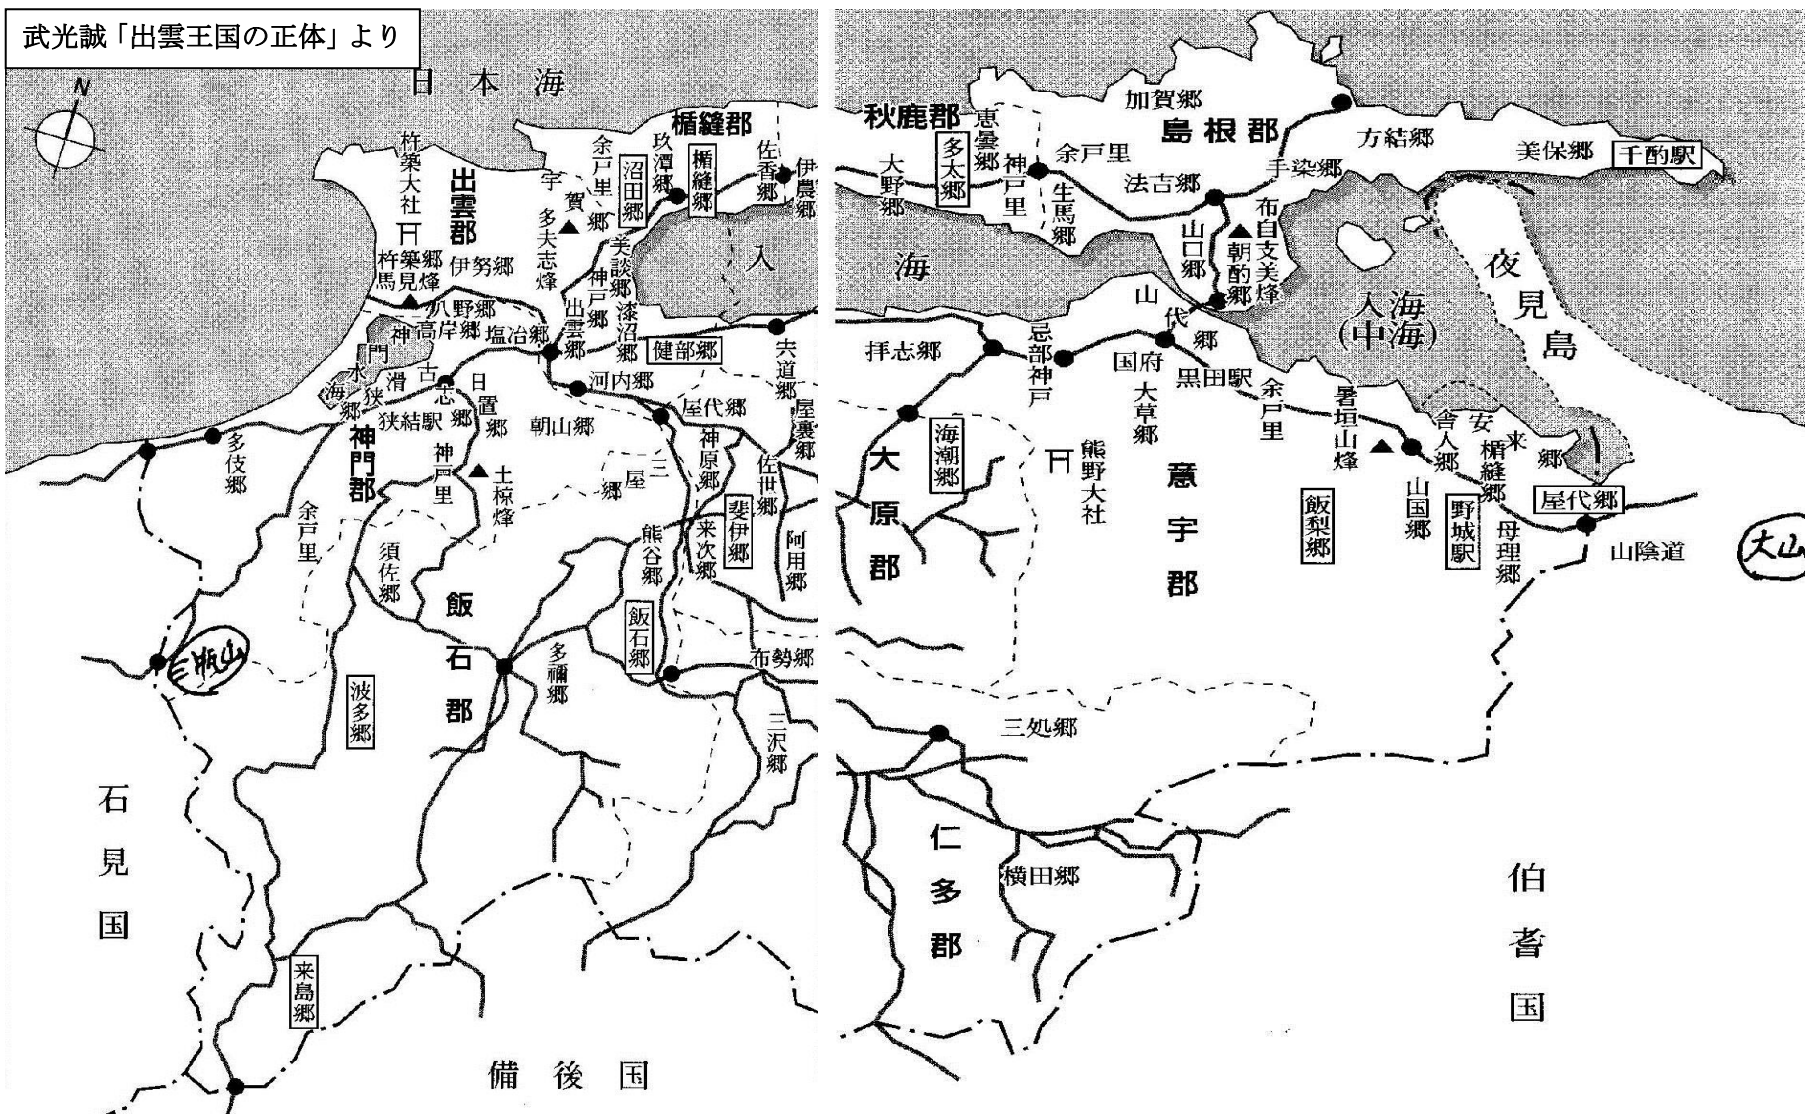 武光誠「出雲王国の正体」より
N
日本海
杵築大社
出雲郡
杵築郷
馬見烽
伊努郷
八野郷
高岸郷
塩冶郷
神門水海
宇賀郷
余戸里
多夫志烽
沼田郷
玖潭郷
楯縫郡
楯縫郷
佐香郷
伊農郷
美談郷
神戸郷
出雲郷
漆沼郷
健部郷
入
宍道郷
河内郷
滑狭郷
古志郷
日置郷
狭結駅
朝山郷
屋代郷
屋裏郷
神門郡
神戸里
土椋烽
多伎郷
余戸里
三屋郷
神原郷
佐世郷
斐伊郷
来次郷
阿用郷
熊谷郷
須佐郷
飯石郡
飯石郷
多禰郷
布勢郷
三沢郷
波多郷
来島郷
三瓶山
石見国
備後国
秋鹿郡
恵曇郷
多太郷
大野郷
神戸里
加賀郷
島根郡
余戸里
生馬郷
法吉郷
手染郷
方結郷
美保郷
千酌駅
山口郷
朝酌郷
布自支美烽
海
入海
(中海)
夜見島
拝志郷
忌部神戸
山代郷
国府
黒田駅
大草郷
余戸里
暑垣山烽
舎人郷
安来郷
楯縫郷
海潮郷
大原郡
熊野大社
意宇郡
飯梨郷
山国郷
野城駅
母理郷
屋代郷
山陰道
大山
三処郷
仁多郡
横田郷
伯耆国